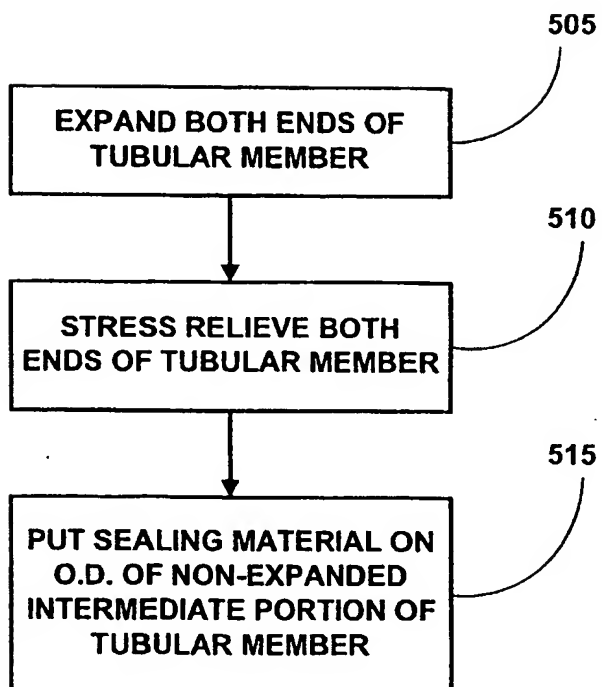 505
EXPAND BOTH ENDS OF
TUBULAR MEMBER
510
STRESS RELIEVE BOTH
ENDS OF TUBULAR MEMBER
515
PUT SEALING MATERIAL ON
O.D. OF NON-EXPANDED
INTERMEDIATE PORTION OF
TUBULAR MEMBER